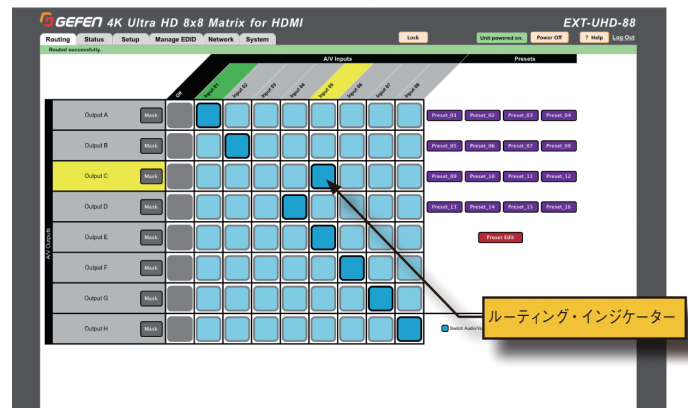 GEFEN 4K Ultra HD 8x8 Matrix for HDMI
EXT-UHD-88
Routing Status Setup Manage EDID Network System
Lock
Unit powered on. Power Off ? Help Log Out
Routed successfully.
A/V Inputs
Presets
Off Input 01 Input 02 Input 03 Input 04 Input 05 Input 06 Input 07 Input 08
A/V Outputs
Output A Mask
Preset_01 Preset_02 Preset_03 Preset_04
Output B Mask
Preset_05 Preset_06 Preset_07 Preset_08
Output C Mask
Preset_09 Preset_10 Preset_11 Preset_12
Output D Mask
Preset_13 Preset_14 Preset_15 Preset_16
Output E Mask
Preset Edit
Output F Mask
Output G Mask
ルーティング・インジケーター
Output H Mask
Switch Audio/Vi